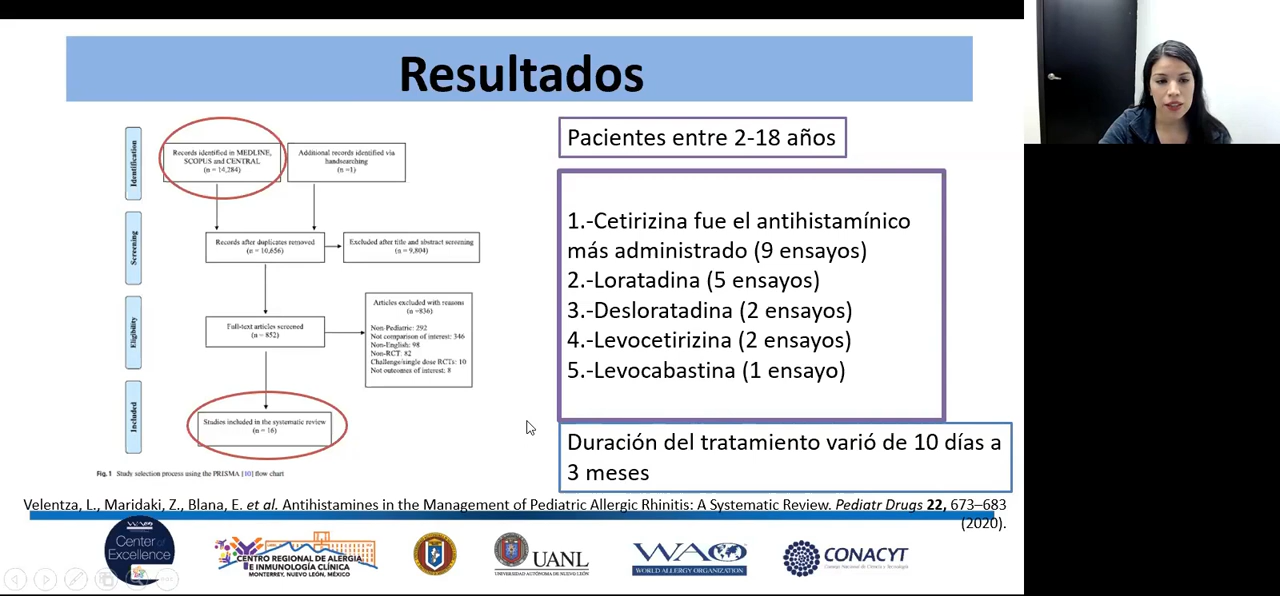 Resultados
Identification
Records identified in MEDLINE,
SCOPUS and CENTRAL
(n = 14,284)
Additional records identified via
handsearching
(n =1)
Screening
Records after duplicates removed
(n = 10,656)
Excluded after title and abstract screening
(n = 9,804)
Eligibility
Full-text articles screened
(n = 852)
Articles excluded with reasons
(n =836)
Non-Pediatric: 292
Not comparison of interest: 346
Non-English: 98
Non-RCT: 82
Challenge/single dose RCTs: 10
Not outcomes of interest: 8
Included
Studies included in the systematic review
(n = 16)
Fig. 1 Study selection process using the PRISMA [10] flow chart
Pacientes entre 2-18 años
1.-Cetirizina fue el antihistamínico
más administrado (9 ensayos)
2.-Loratadina (5 ensayos)
3.-Desloratadina (2 ensayos)
4.-Levocetirizina (2 ensayos)
5.-Levocabastina (1 ensayo)
Duración del tratamiento varió de 10 días a
3 meses
Velentza, L., Maridaki, Z., Blana, E. et al. Antihistamines in the Management of Pediatric Allergic Rhinitis: A Systematic Review. Pediatr Drugs 22, 673–683
(2020).
WAO
Center of
Excellence
CENTRO REGIONAL DE ALERGIA
E INMUNOLOGÍA CLÍNICA
MONTERREY, NUEVO LEÓN, MÉXICO
UANL
UNIVERSIDAD AUTÓNOMA DE NUEVO LEÓN
WAO
WORLD ALLERGY ORGANIZATION
CONACYT
Consejo Nacional de Ciencia y Tecnología